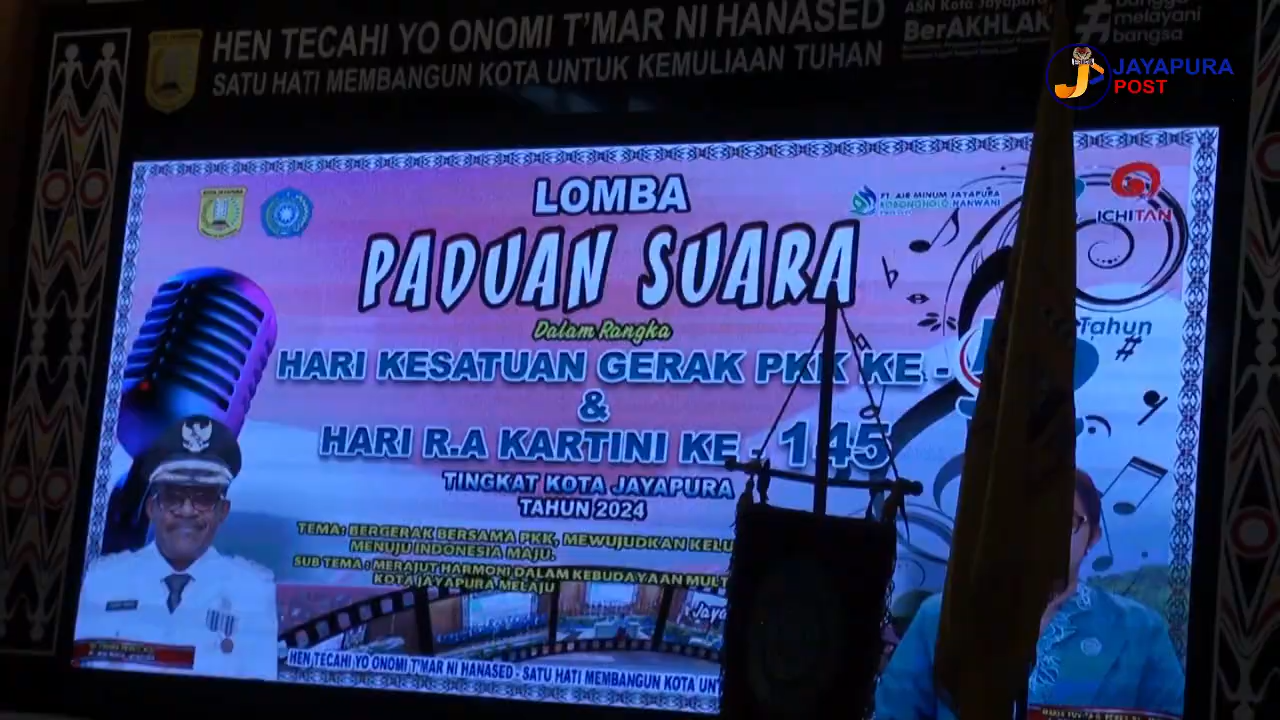 HEN TECAHI YO ONOMI T'MAR NI HANASED
SATU HATI MEMBANGUN KOTA UNTUK KEMULIAAN TUHAN
ASN Kota Jayapura
BerAKHLAK
#
bangga
melayani
bangsa
JAYAPURA
POST
KOTA JAYAPURA
LOMBA
PADUAN SUARA
PT. AIR MINUM JAYAPURA
ROBONGHOLO NANWANI
ICHITAN
Dalam Rangka
Tahun
HARI KESATUAN GERAK PKK KE -
&
HARI R.A KARTINI KE - 145
TINGKAT KOTA JAYAPURA
TAHUN 2024
TEMA: BERGERAK BERSAMA PKK, MEWUJUDKAN KELU
MENUJU INDONESIA MAJU.
SUB TEMA : MERAJUT HARMONI DALAM KEBUDAYAAN MULT
KOTA JAYAPURA MELAJU
HEN TECAHI YO ONOMI T'MAR NI HANASED - SATU HATI MEMBANGUN KOTA UNT